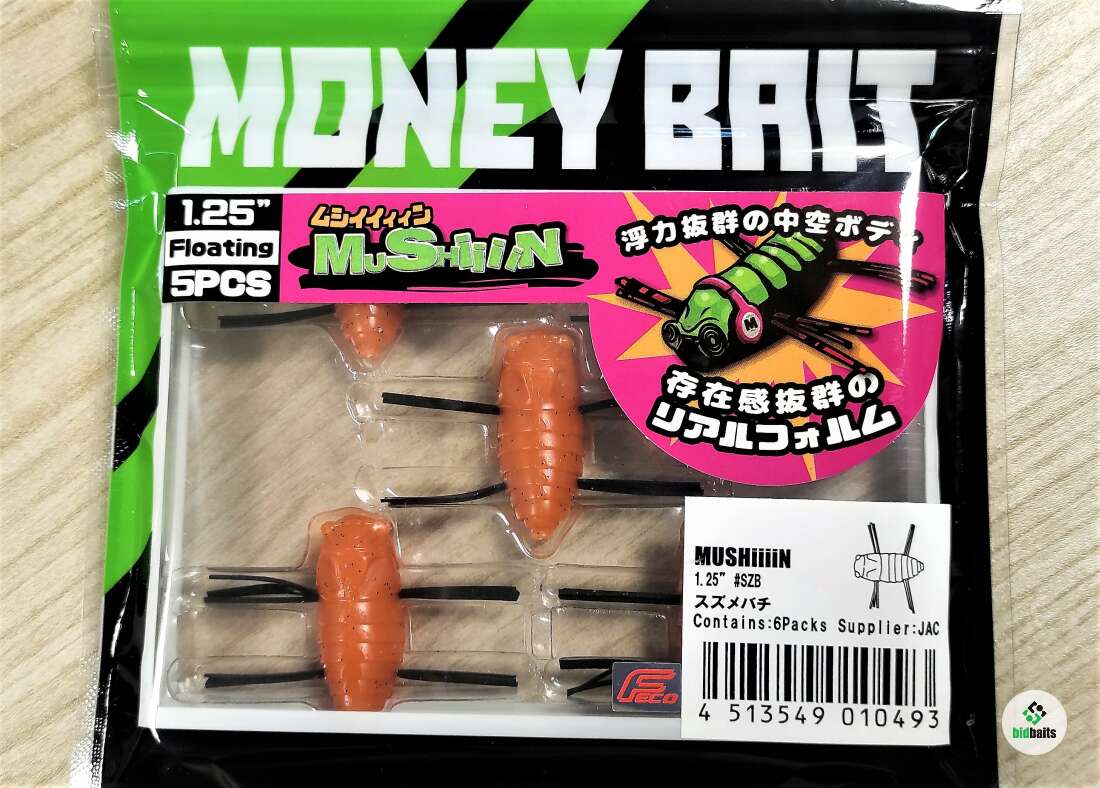 MONEY BAIT
1.25"
Floating
5PCS
ムシイイィィン
MUSHiiiiN
浮力抜群の中空ボディ
M
存在感抜群の
リアルフォルム
MUSHiiiiN
1.25" #SZB
スズメバチ
Contains:6Packs Supplier:JAC
Feco
4 513549 010493
bidbaits